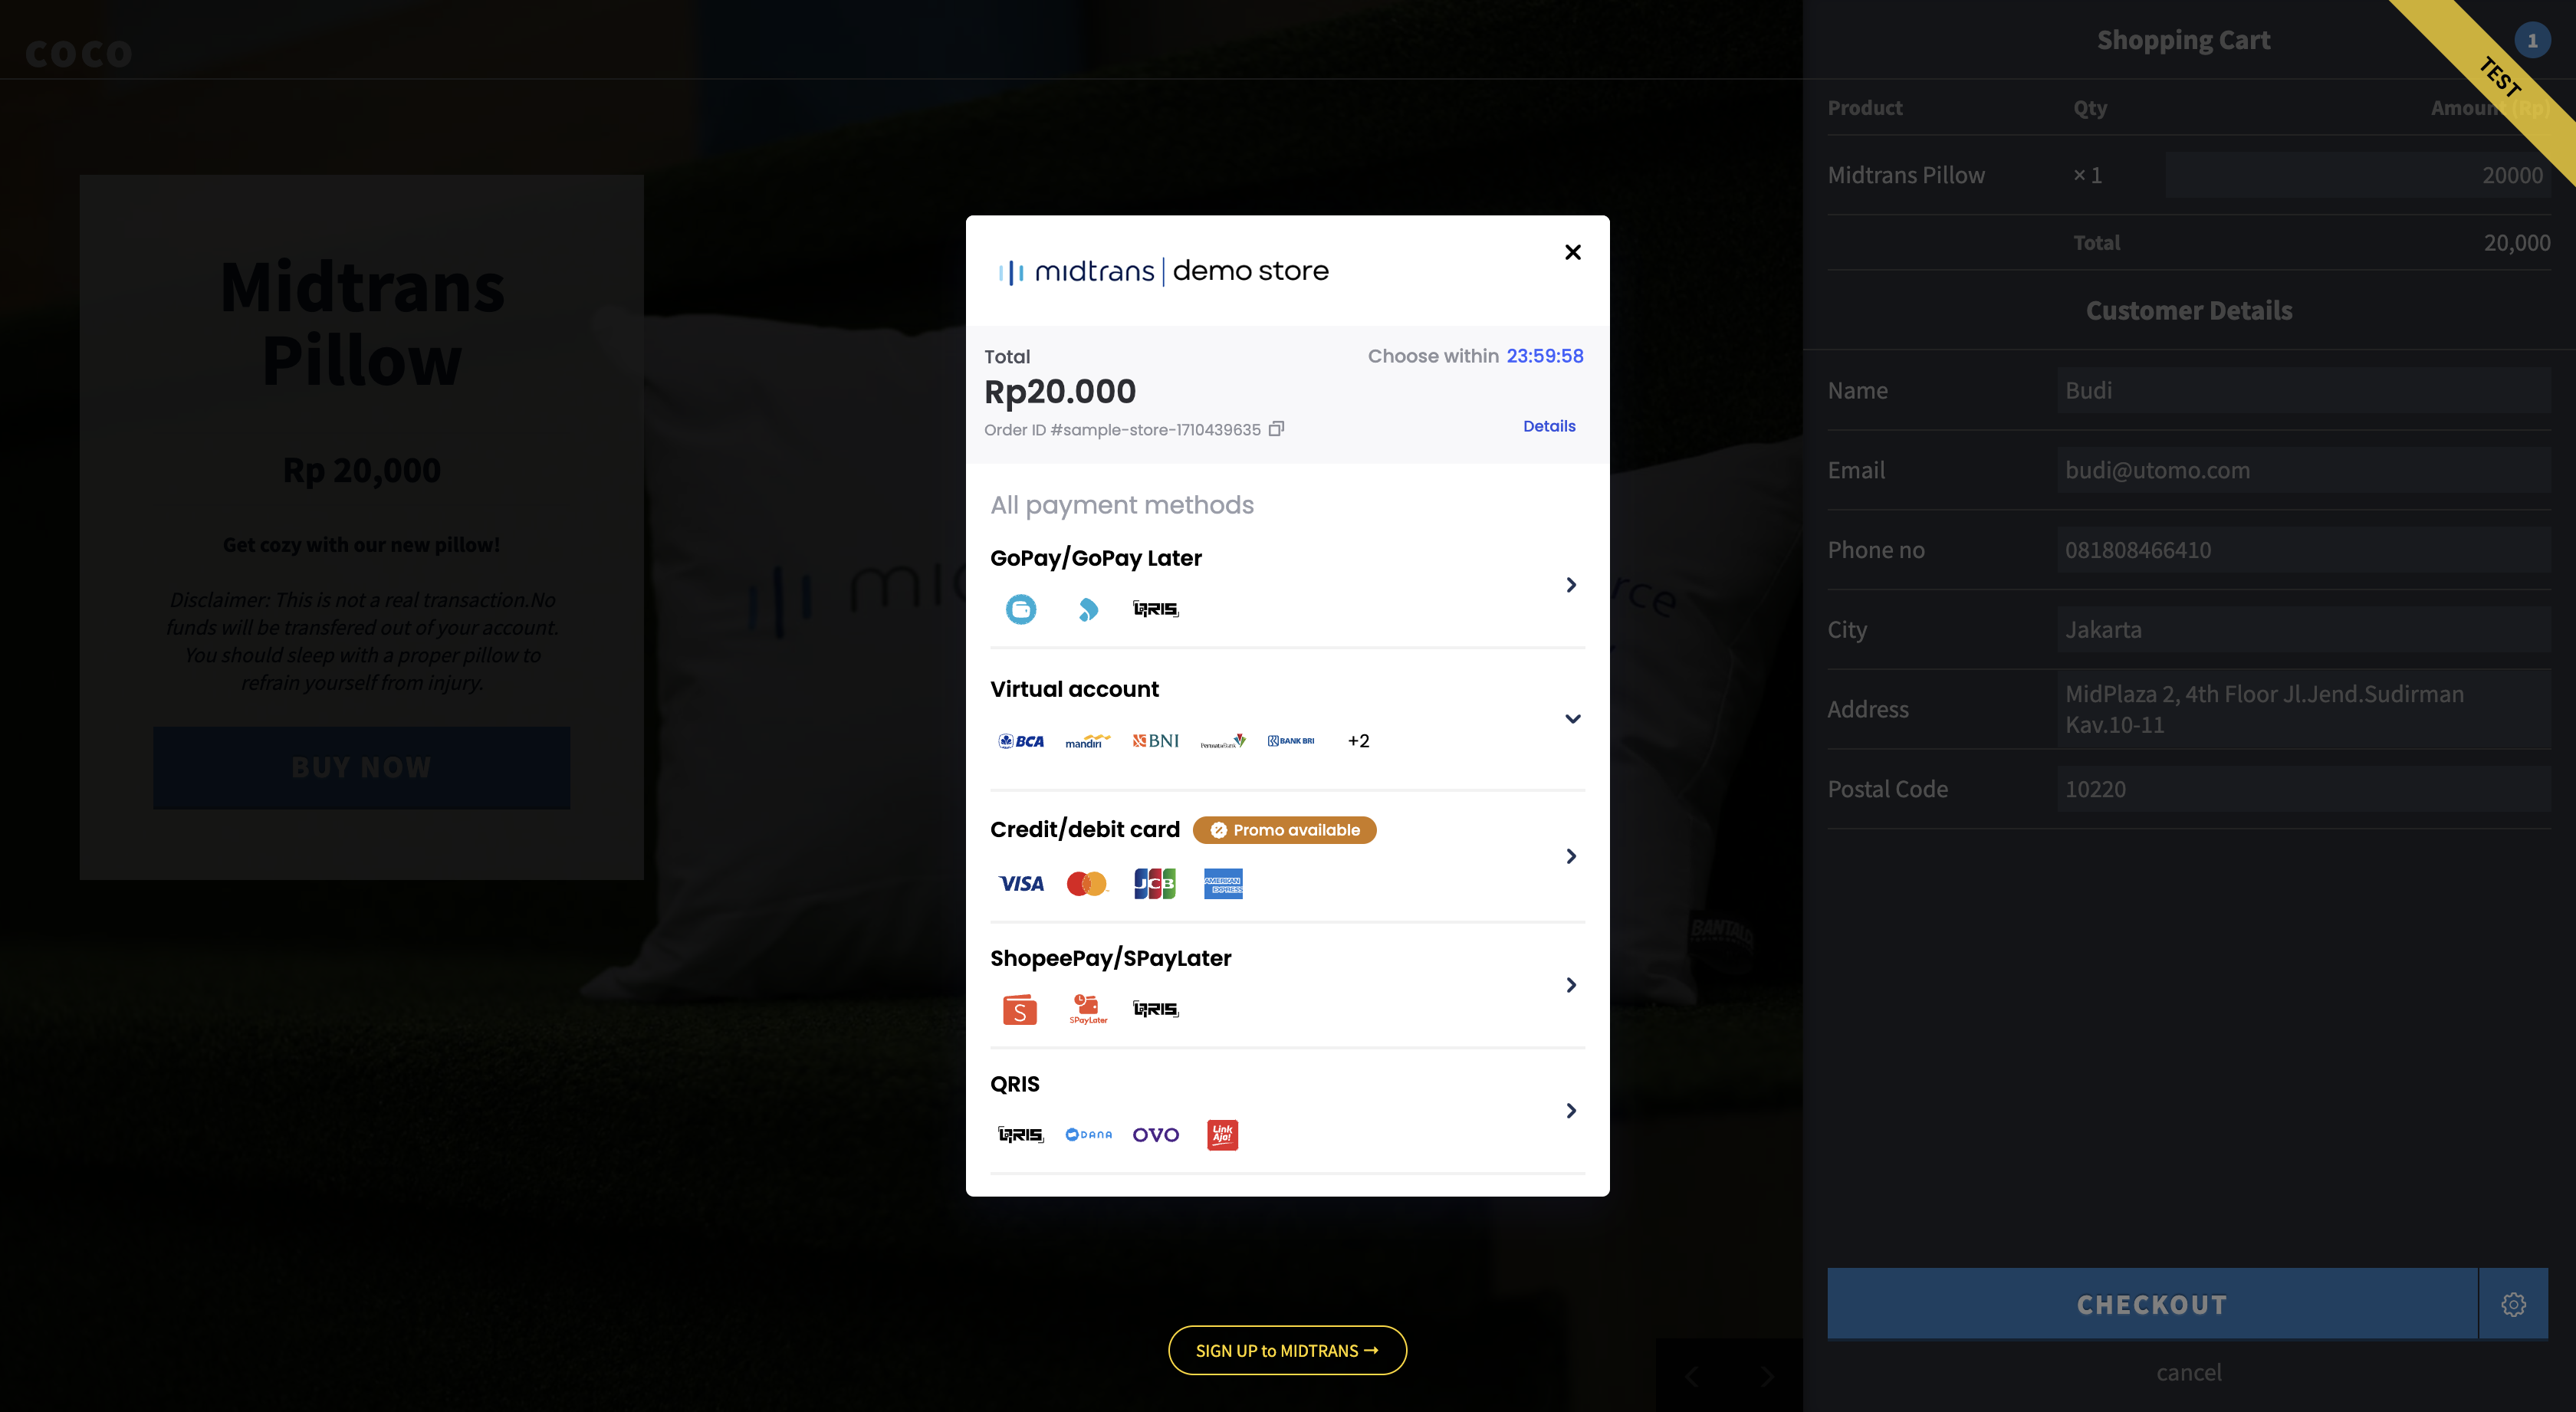 coco
Midtrans
Pillow
Rp 20,000
Get cozy with our new pillow!
Disclaimer: This is not a real transaction.No
funds will be transfered out of your account.
You should sleep with a proper pillow to
refrain yourself from injury.
BUY NOW
midtrans | demo store
Total
Choose within 23:59:58
Rp20.000
Order ID #sample-store-1710439635
Details
All payment methods
GoPay/GoPay Later
QRIS
Virtual account
BCA mandiri BNI PermataBank BANK BRI +2
Credit/debit card Promo available
VISA JCB AMERICAN EXPRESS
ShopeePay/SPayLater
S SPayLater QRIS
QRIS
QRIS DANA OVO Link Aja!
SIGN UP to MIDTRANS →
Shopping Cart 1
TEST
Product Qty Amount (Rp)
Midtrans Pillow × 1 20000
Total 20,000
Customer Details
Name Budi
Email budi@utomo.com
Phone no 081808466410
City Jakarta
Address MidPlaza 2, 4th Floor Jl.Jend.Sudirman
Kav.10-11
Postal Code 10220
CHECKOUT
cancel